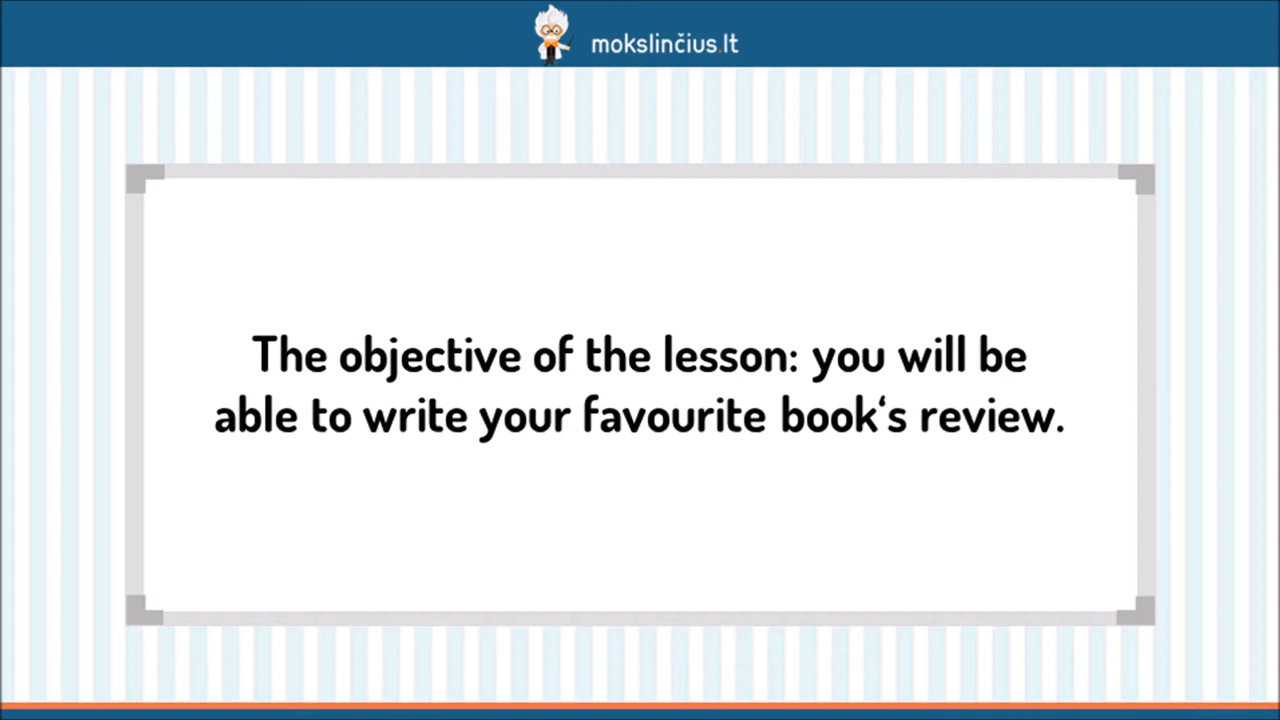 mokslinčius.lt
The objective of the lesson: you will be
able to write your favourite book‘s review.